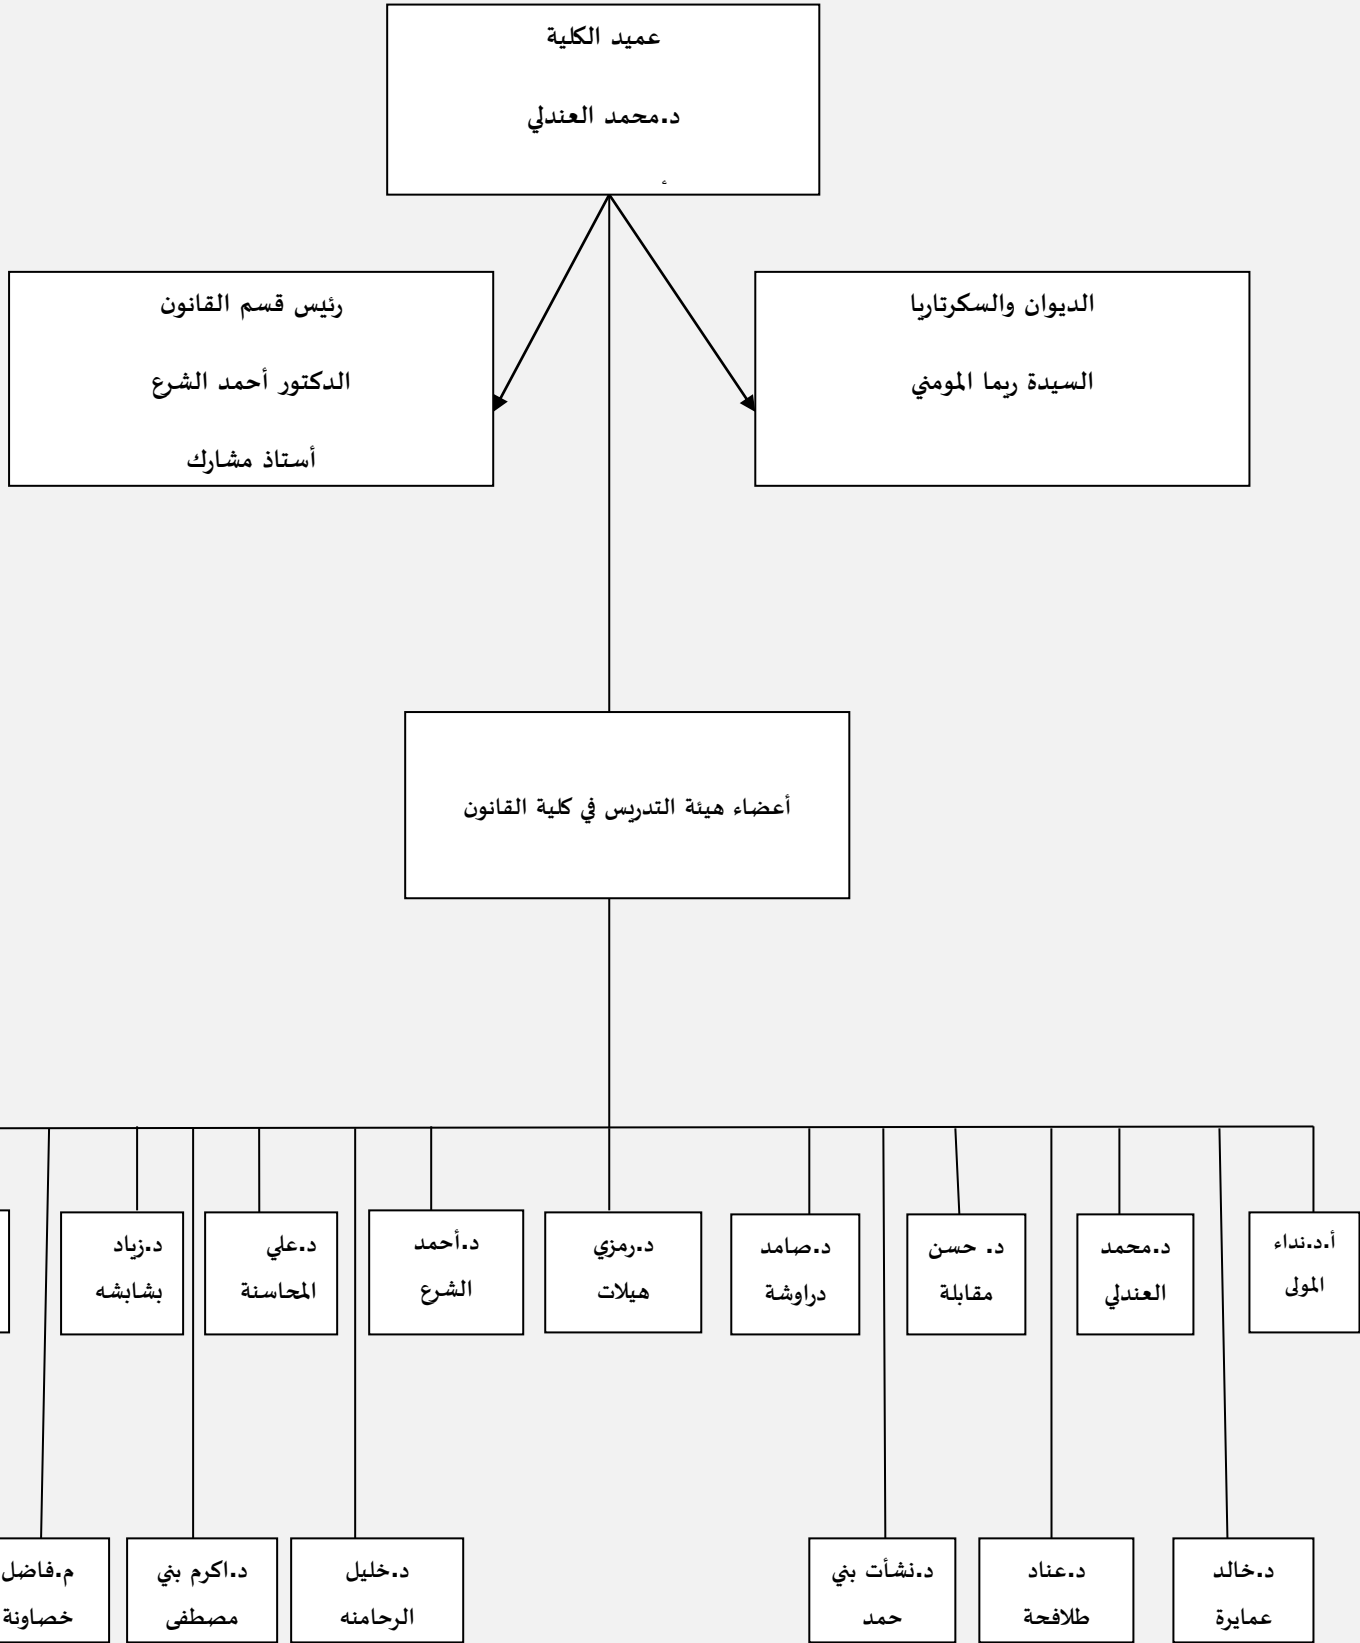 عميد الكلية
د.محمد العندلي
رئيس قسم القانون
الدكتور أحمد الشرع
أستاذ مشارك
الديوان والسكرتاريا
السيدة ريما المومني
أعضاء هيئة التدريس في كلية القانون
أ.د.نداء
المولى
د.محمد
العندلي
د. حسن
مقابلة
د.صامد
دراوشة
د.رمزي
هيلات
د.أحمد
الشرع
د.علي
المحاسنة
د.زياد
بشابشه
د.خالد
عمايرة
د.عناد
طلافحة
د.نشأت بني
حمد
د.خليل
الرحامنه
د.اكرم بني
مصطفى
م.فاضل
خصاونة